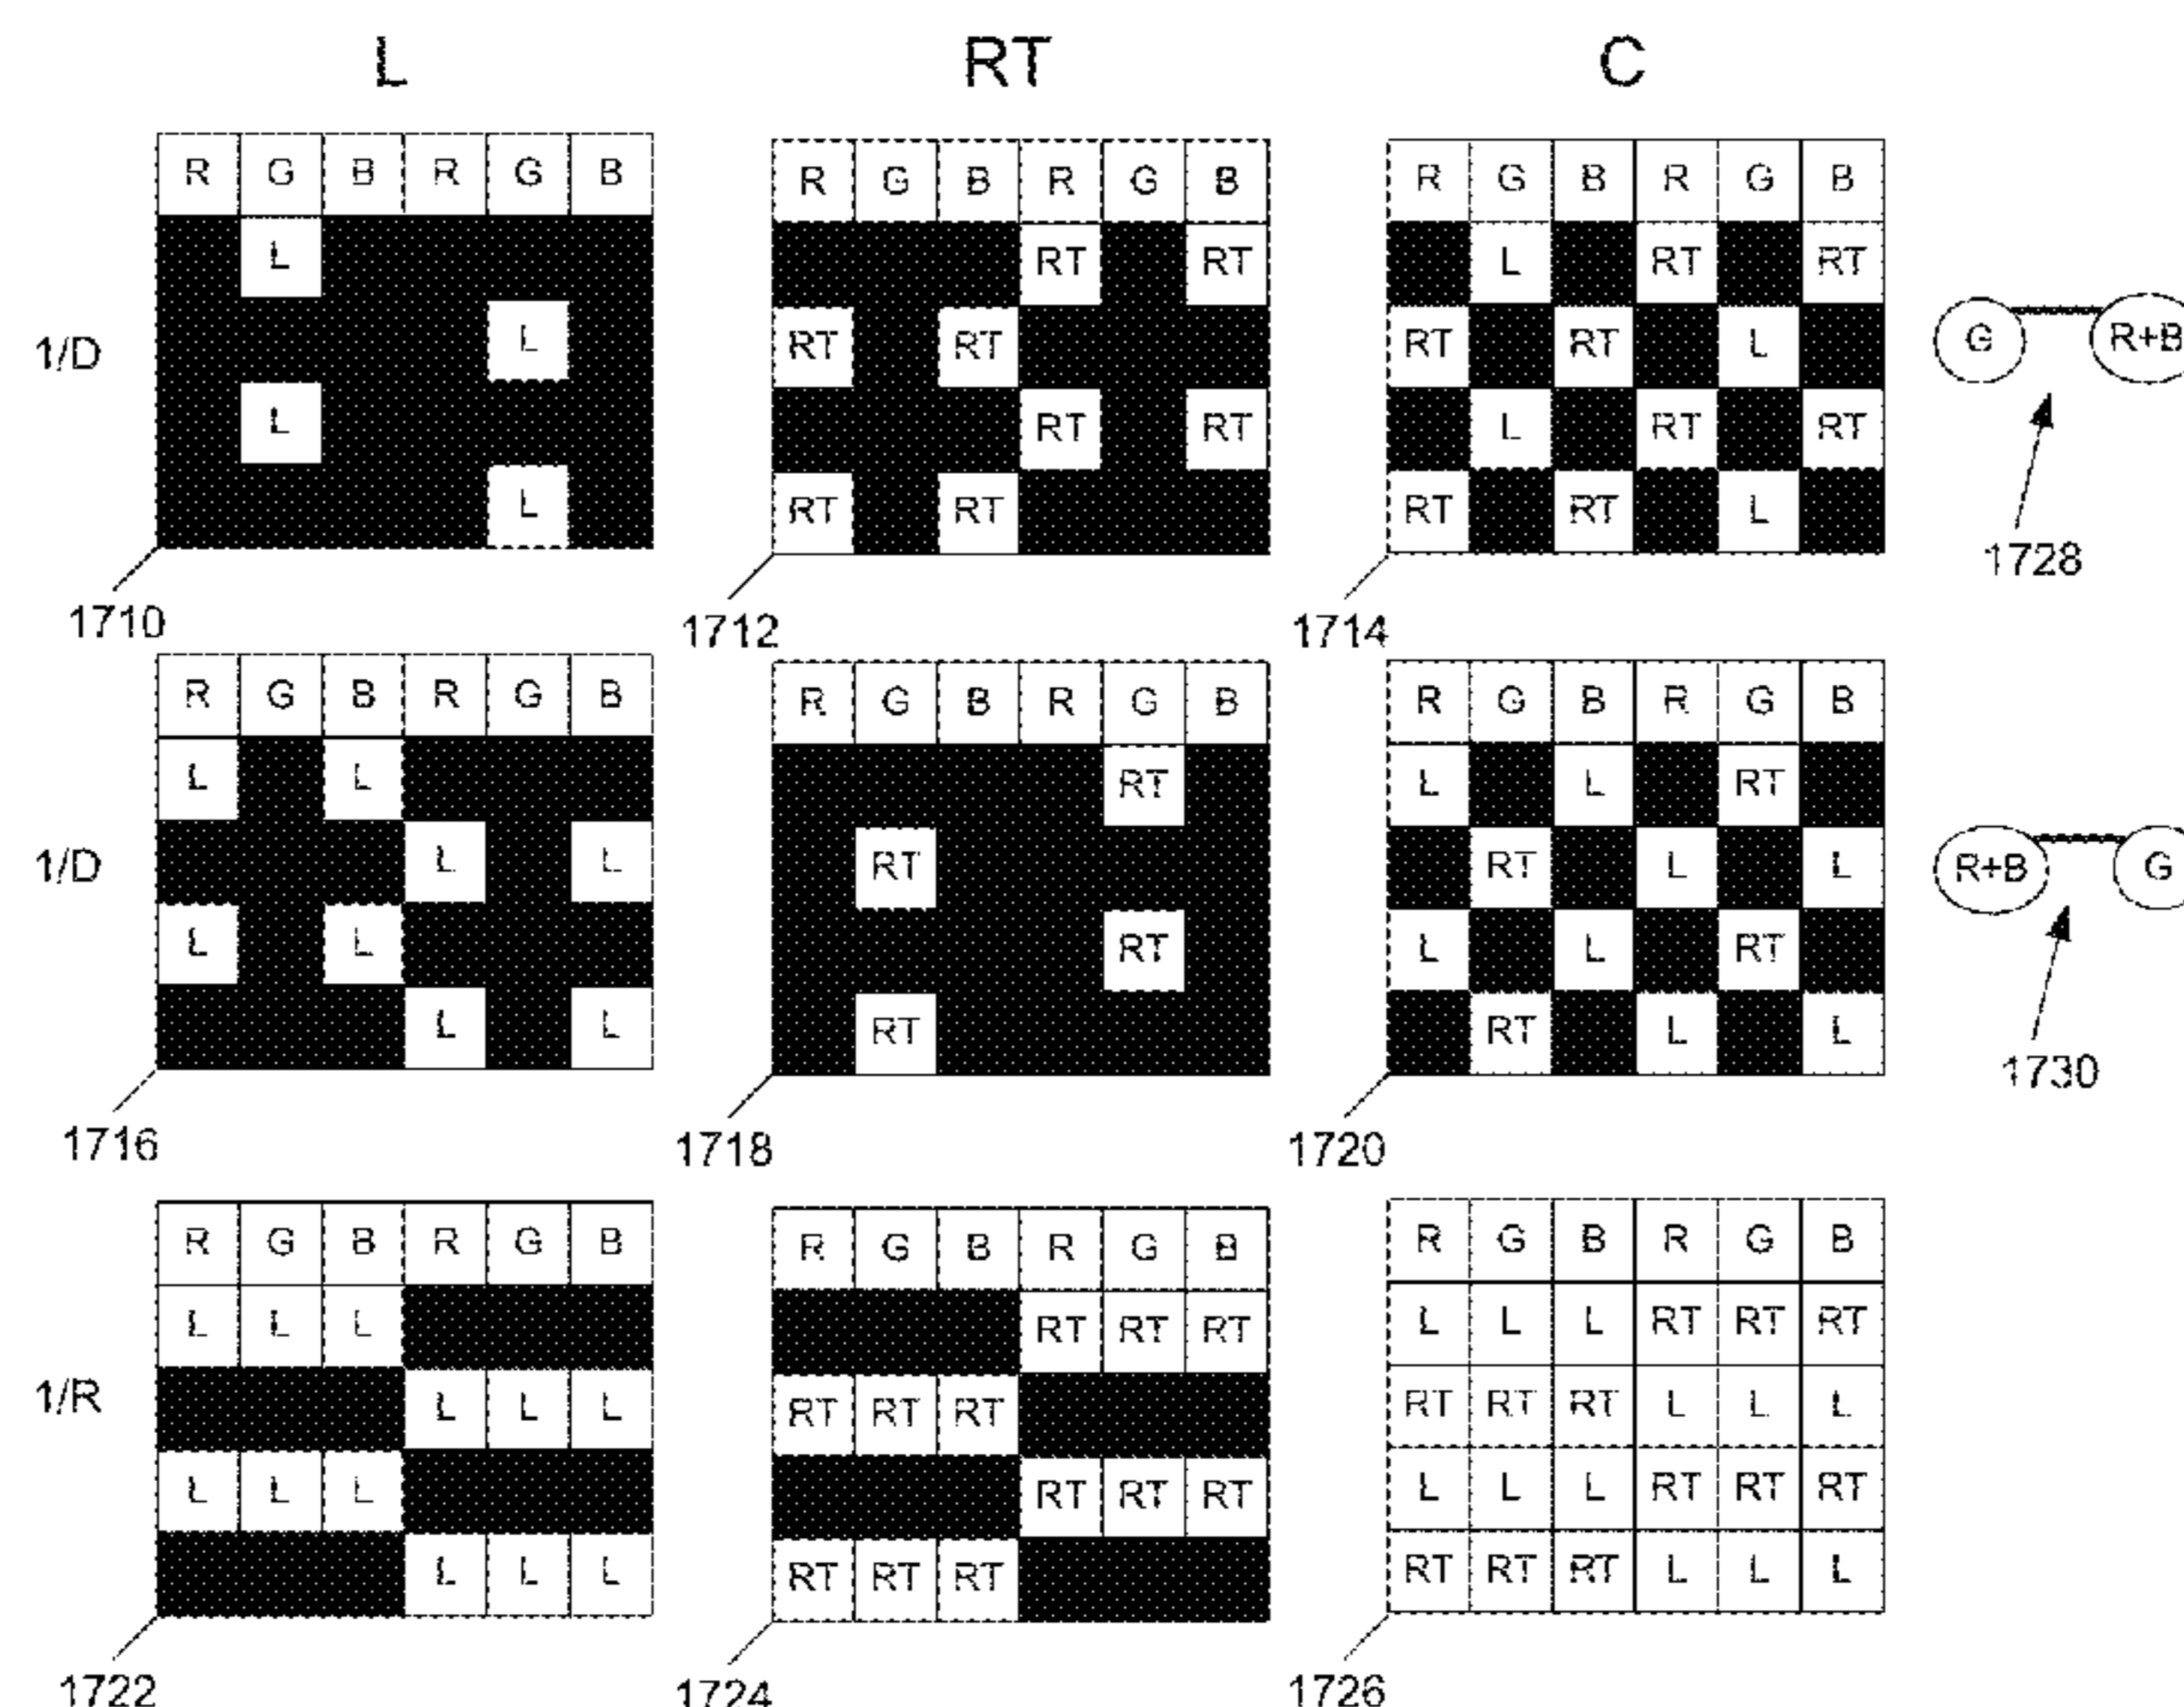 L RT C
R G B R G B R G B R G B R G B R G B
L RT RT L RT RT
1/D L RT RT RT RT L G R+B
L RT RT L RT RT
L RT RT RT RT L
1728
1710 1712 1714
R G B R G B R G B R G B R G B R G B
L L RT L L RT
1/D L L RT RT L L R+B G
L L RT L L RT
L L RT RT L L
1730
1716 1718 1720
R G B R G B R G B R G B R G B R G B
L L L RT RT RT L L L RT RT RT
1/R L L L RT RT RT RT RT RT L L L
L L L RT RT RT L L L RT RT RT
L L L RT RT RT RT RT RT L L L
1722 1724 1726